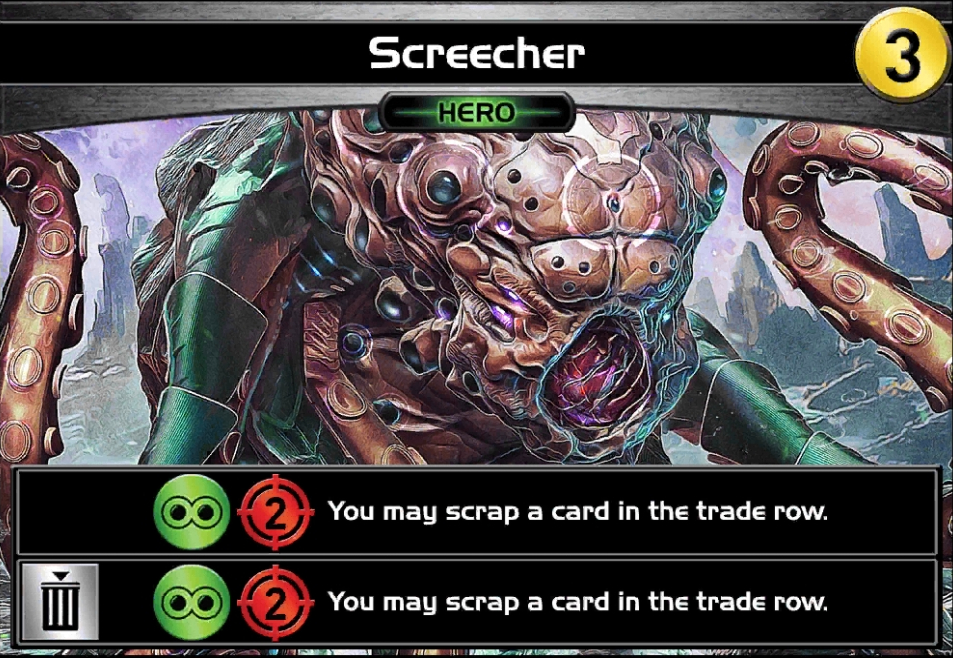 Screecher
3
HERO
2 You may scrap a card in the trade row.
2 You may scrap a card in the trade row.